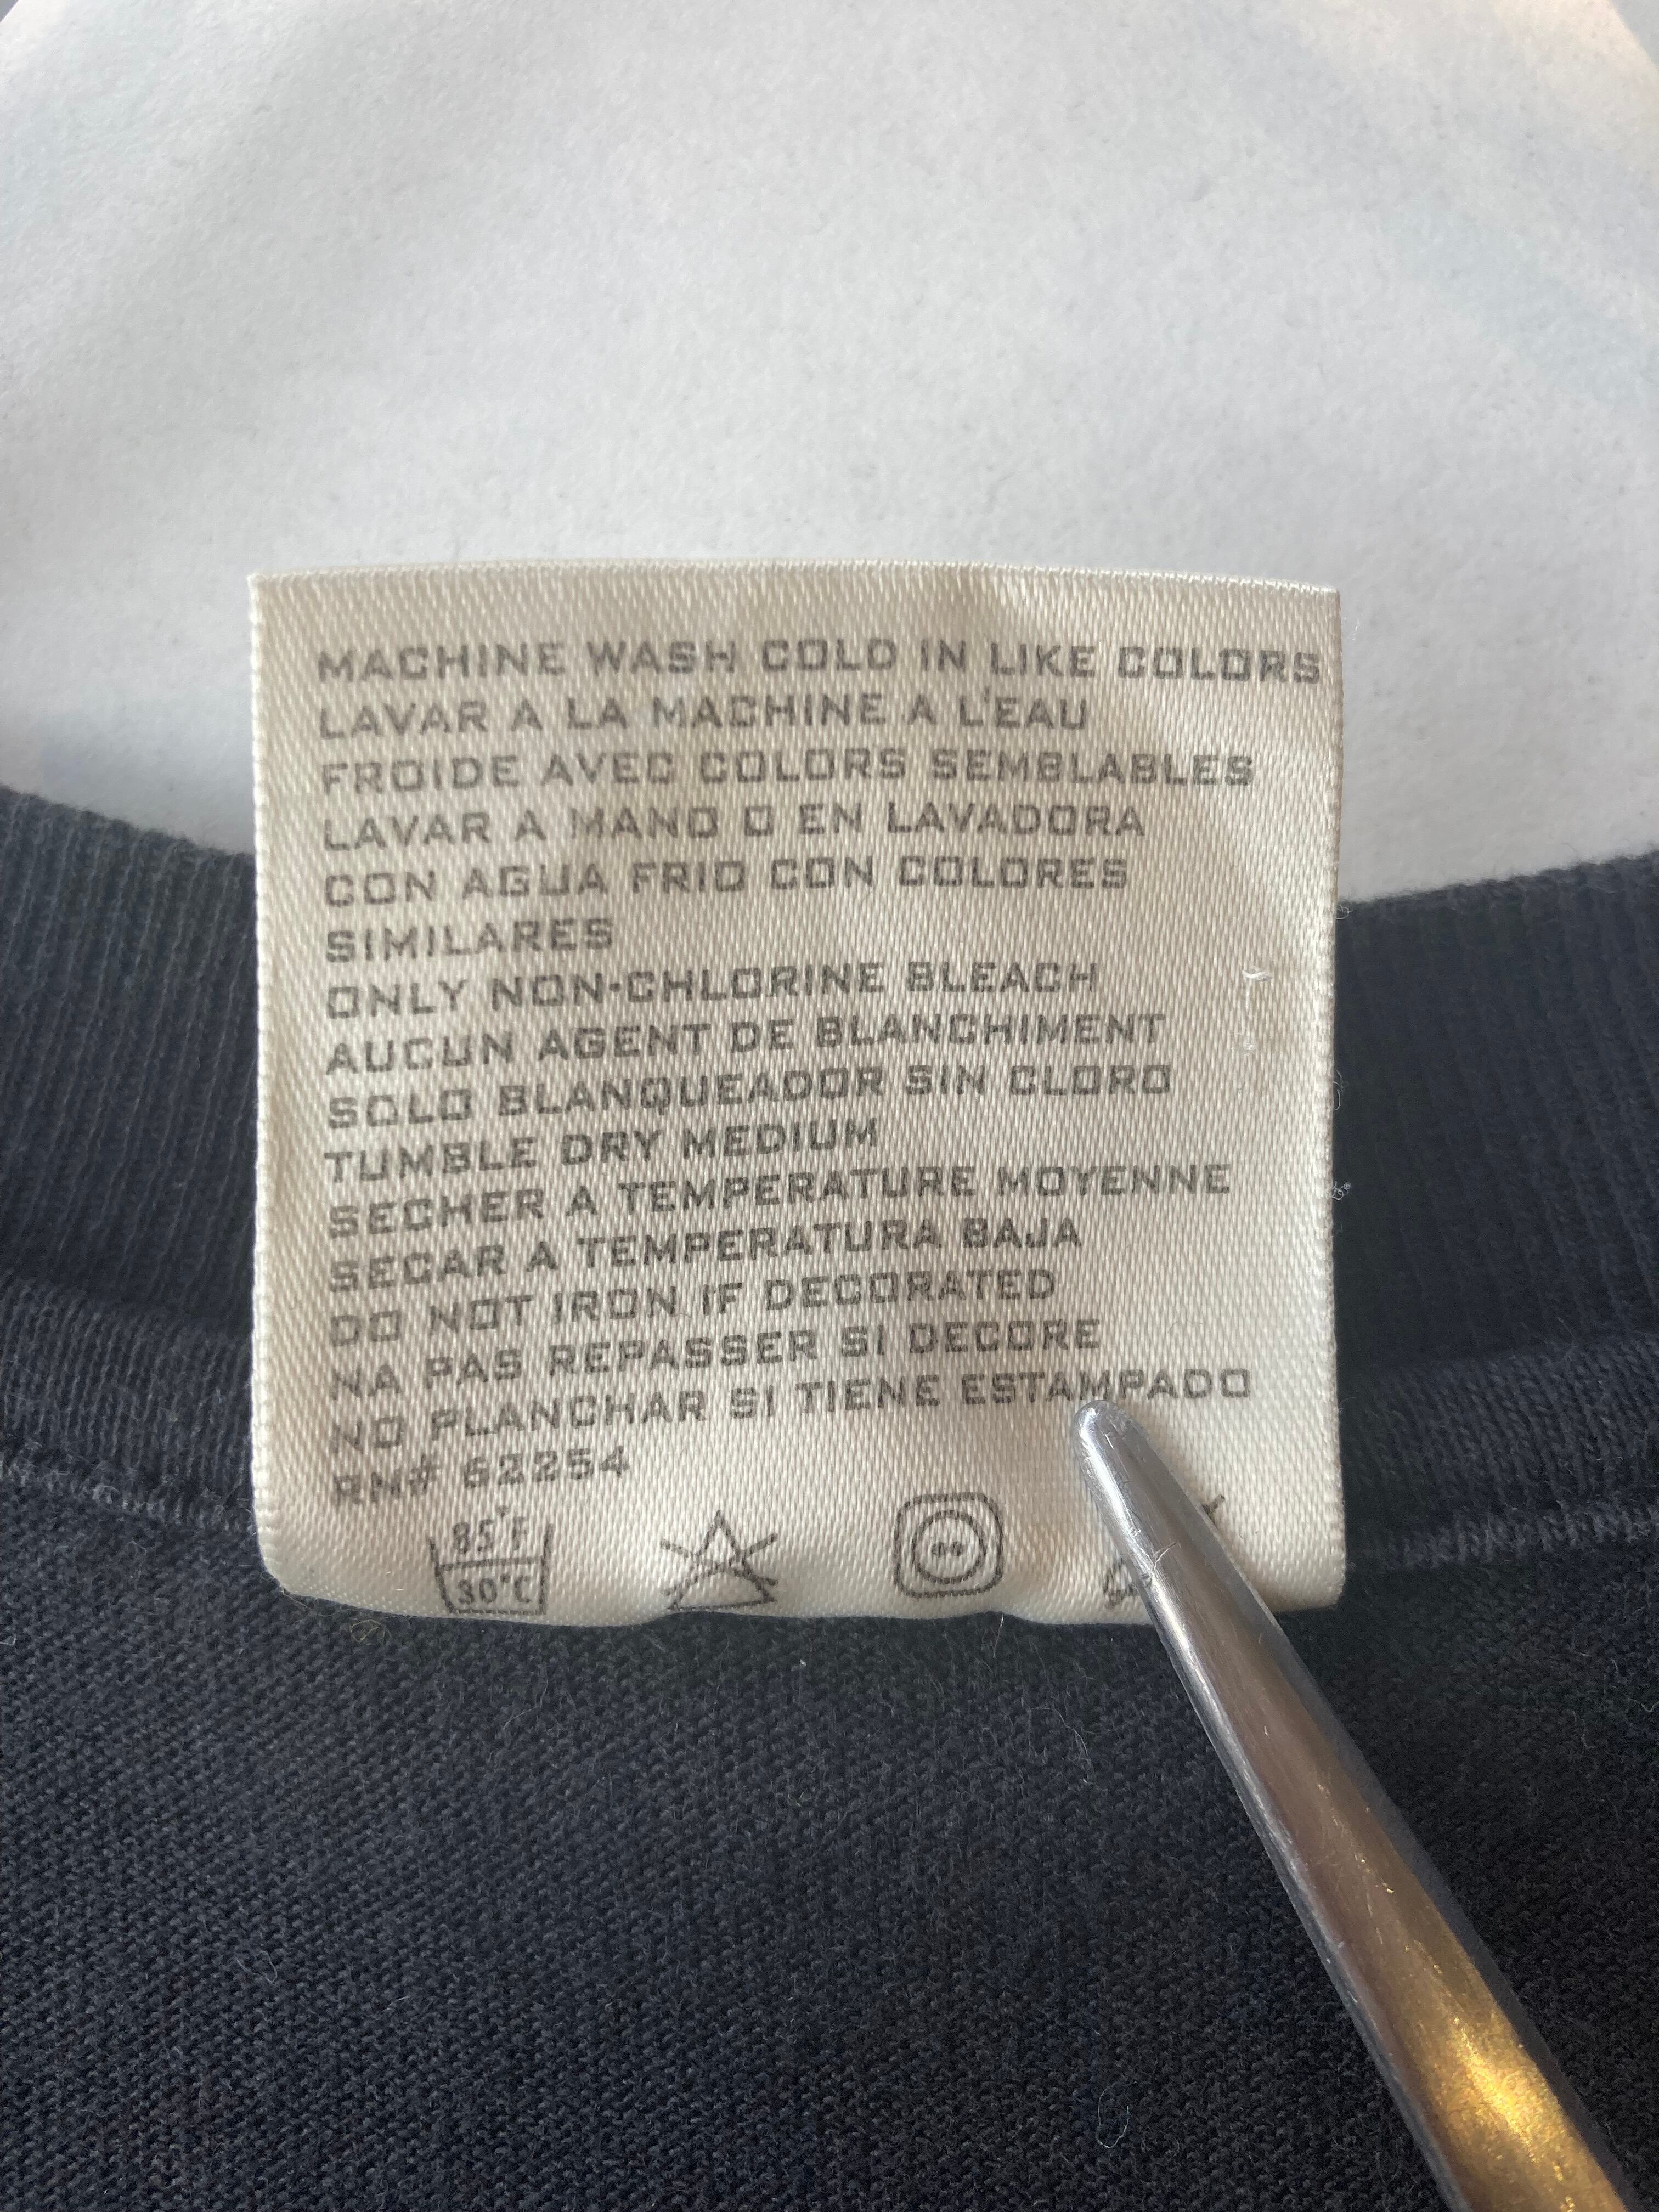 MACHINE WASH COLD IN LIKE COLORS
LAVAR A LA MACHINE A L'EAU
FROIDE AVEC COLORS SEMBLABLES
LAVAR A MANO O EN LAVADORA
CON AGUA FRIO CON COLORES
SIMILARES
ONLY NON-CHLORINE BLEACH
AUCUN AGENT DE BLANCHIMENT
SOLO BLANQUEADOR SIN CLORO
TUMBLE DRY MEDIUM
SECHER A TEMPERATURE MOYENNE
SECAR A TEMPERATURA BAJA
DO NOT IRON IF DECORATED
NA PAS REPASSER SI DECORE
NO PLANCHAR SI TIENE ESTAMPADO
RM# 62254
85°F
30°C